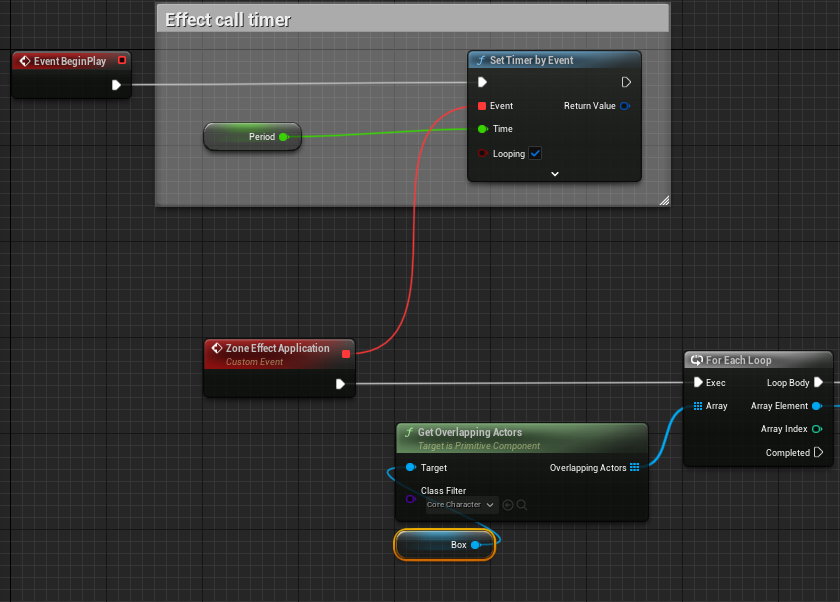 Effect call timer
Event BeginPlay
Set Timer by Event
Event
Return Value
Period
Time
Looping
Zone Effect Application
Custom Event
For Each Loop
Exec
Loop Body
Array
Array Element
Array Index
Completed
f Get Overlapping Actors
Target is Primitive Component
Target
Overlapping Actors
Class Filter
Core Character
Box